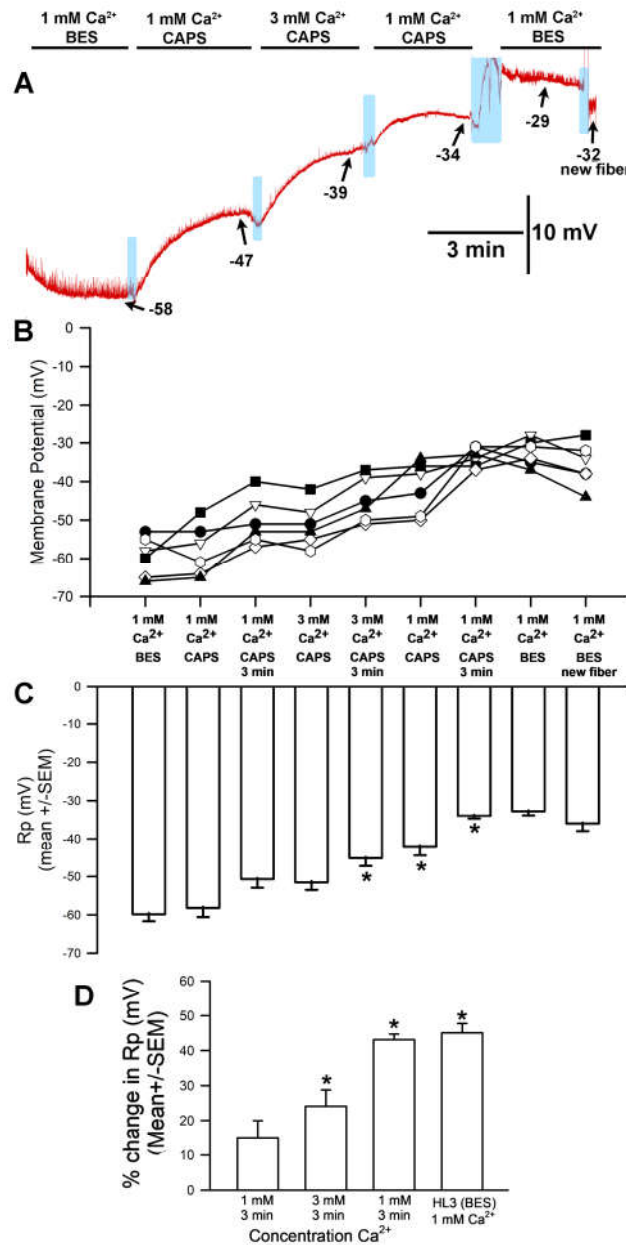 1 mM Ca²⁺ 1 mM Ca²⁺ 3 mM Ca²⁺ 1 mM Ca²⁺ 1 mM Ca²⁺
BES CAPS CAPS CAPS BES
A
-58
-47
-39
-34
-29
-32
new fiber
3 min
10 mV
B
Membrane Potential (mV)
0
-10
-20
-30
-40
-50
-60
-70
1 mM 1 mM 1 mM 3 mM 3 mM 1 mM 1 mM 1 mM 1 mM
Ca²⁺ Ca²⁺ Ca²⁺ Ca²⁺ Ca²⁺ Ca²⁺ Ca²⁺ Ca²⁺ Ca²⁺
BES CAPS CAPS CAPS CAPS CAPS CAPS BES BES
3 min 3 min 3 min new fiber
C
Rp (mV)
(mean +/-SEM)
0
-10
-20
-30
-40
-50
-60
-70
* * *
D
% change in Rp (mV)
(Mean+/-SEM)
60
50
40
30
20
10
0
* * *
1 mM 3 mM 1 mM HL3 (BES)
3 min 3 min 3 min 1 mM Ca²⁺
Concentration Ca²⁺